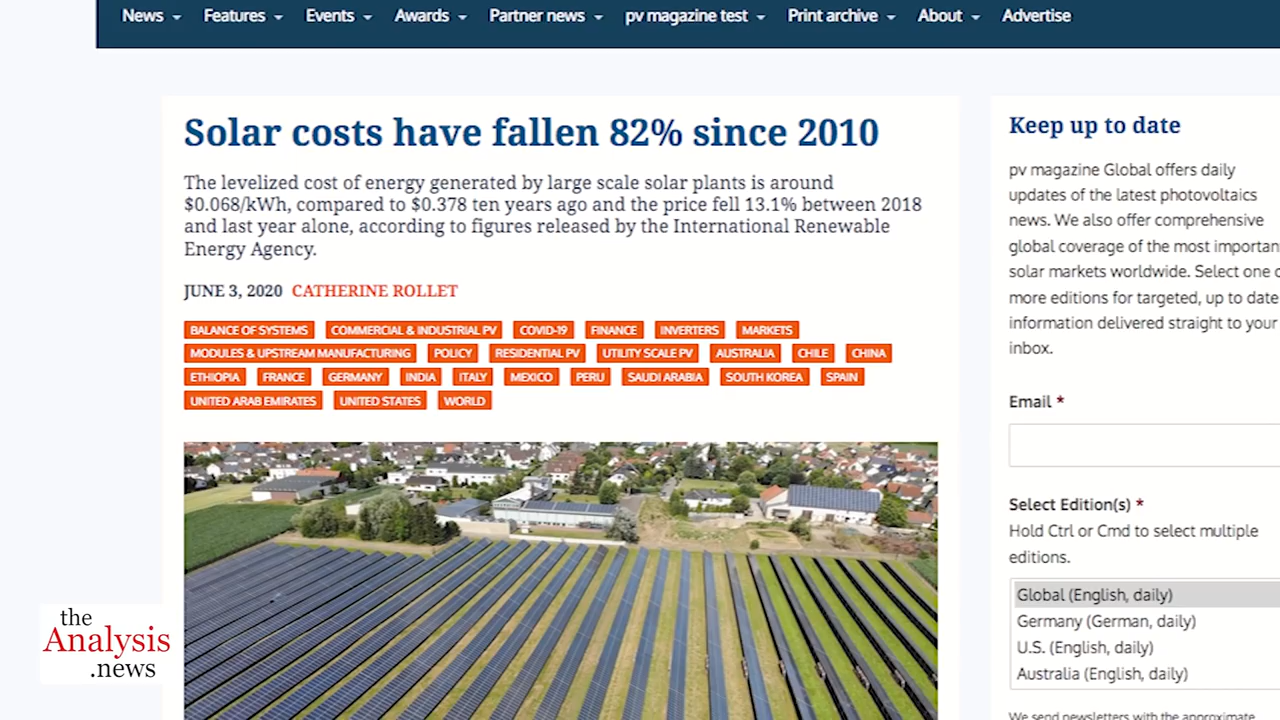 News Features Events Awards Partner news pv magazine test Print archive About Advertise
Solar costs have fallen 82% since 2010
The levelized cost of energy generated by large scale solar plants is around
$0.068/kWh, compared to $0.378 ten years ago and the price fell 13.1% between 2018
and last year alone, according to figures released by the International Renewable
Energy Agency.
JUNE 3, 2020 CATHERINE ROLLET
BALANCE OF SYSTEMS COMMERCIAL & INDUSTRIAL PV COVID-19 FINANCE INVERTERS MARKETS
MODULES & UPSTREAM MANUFACTURING POLICY RESIDENTIAL PV UTILITY SCALE PV AUSTRALIA CHILE CHINA
ETHIOPIA FRANCE GERMANY INDIA ITALY MEXICO PERU SAUDI ARABIA SOUTH KOREA SPAIN
UNITED ARAB EMIRATES UNITED STATES WORLD
Keep up to date
pv magazine Global offers daily
updates of the latest photovoltaics
news. We also offer comprehensive
global coverage of the most importan
solar markets worldwide. Select one o
more editions for targeted, up to date
information delivered straight to your
inbox.
Email *
Select Edition(s) *
Hold Ctrl or Cmd to select multiple
editions.
Global (English, daily)
Germany (German, daily)
U.S. (English, daily)
Australia (English, daily)
We send newsletters with the approximate
the
Analysis
.news